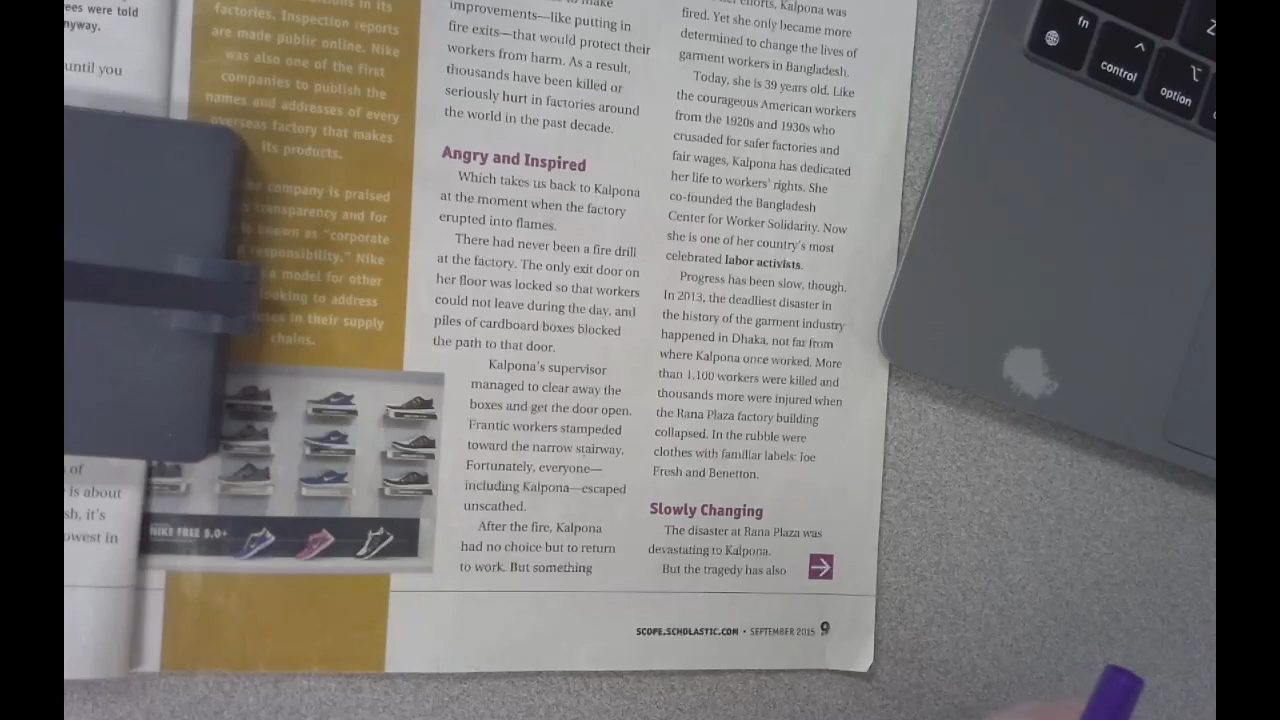 ees were told
nyway.
until you
of
is about
sh, it's
owest in
factories. Inspection reports
are made public online. Nike
was also one of the first
companies to publish the
names and addresses of every
overseas factory that makes
its products.
company is praised
transparency and for
known as "corporate
responsibility." Nike
a model for other
looking to address
in their supply
chains.
NIKE FREE 5.0+
improvements—like putting in
fire exits—that would protect their
workers from harm. As a result,
thousands have been killed or
seriously hurt in factories around
the world in the past decade.
Angry and Inspired
Which takes us back to Kalpona
at the moment when the factory
erupted into flames.
There had never been a fire drill
at the factory. The only exit door on
her floor was locked so that workers
could not leave during the day, and
piles of cardboard boxes blocked
the path to that door.
Kalpona's supervisor
managed to clear away the
boxes and get the door open.
Frantic workers stampeded
toward the narrow stairway.
Fortunately, everyone—
including Kalpona—escaped
unscathed.
After the fire, Kalpona
had no choice but to return
to work. But something
efforts, Kalpona was
fired. Yet she only became more
determined to change the lives of
garment workers in Bangladesh.
Today, she is 39 years old. Like
the courageous American workers
from the 1920s and 1930s who
crusaded for safer factories and
fair wages, Kalpona has dedicated
her life to workers' rights. She
co-founded the Bangladesh
Center for Worker Solidarity. Now
she is one of her country's most
celebrated labor activists.
Progress has been slow, though.
In 2013, the deadliest disaster in
the history of the garment industry
happened in Dhaka, not far from
where Kalpona once worked. More
than 1,100 workers were killed and
thousands more were injured when
the Rana Plaza factory building
collapsed. In the rubble were
clothes with familiar labels: Joe
Fresh and Benetton.
Slowly Changing
The disaster at Rana Plaza was
devastating to Kalpona.
But the tragedy has also
SCOPE.SCHOLASTIC.COM • SEPTEMBER 2015 9
fn
control
option
Z